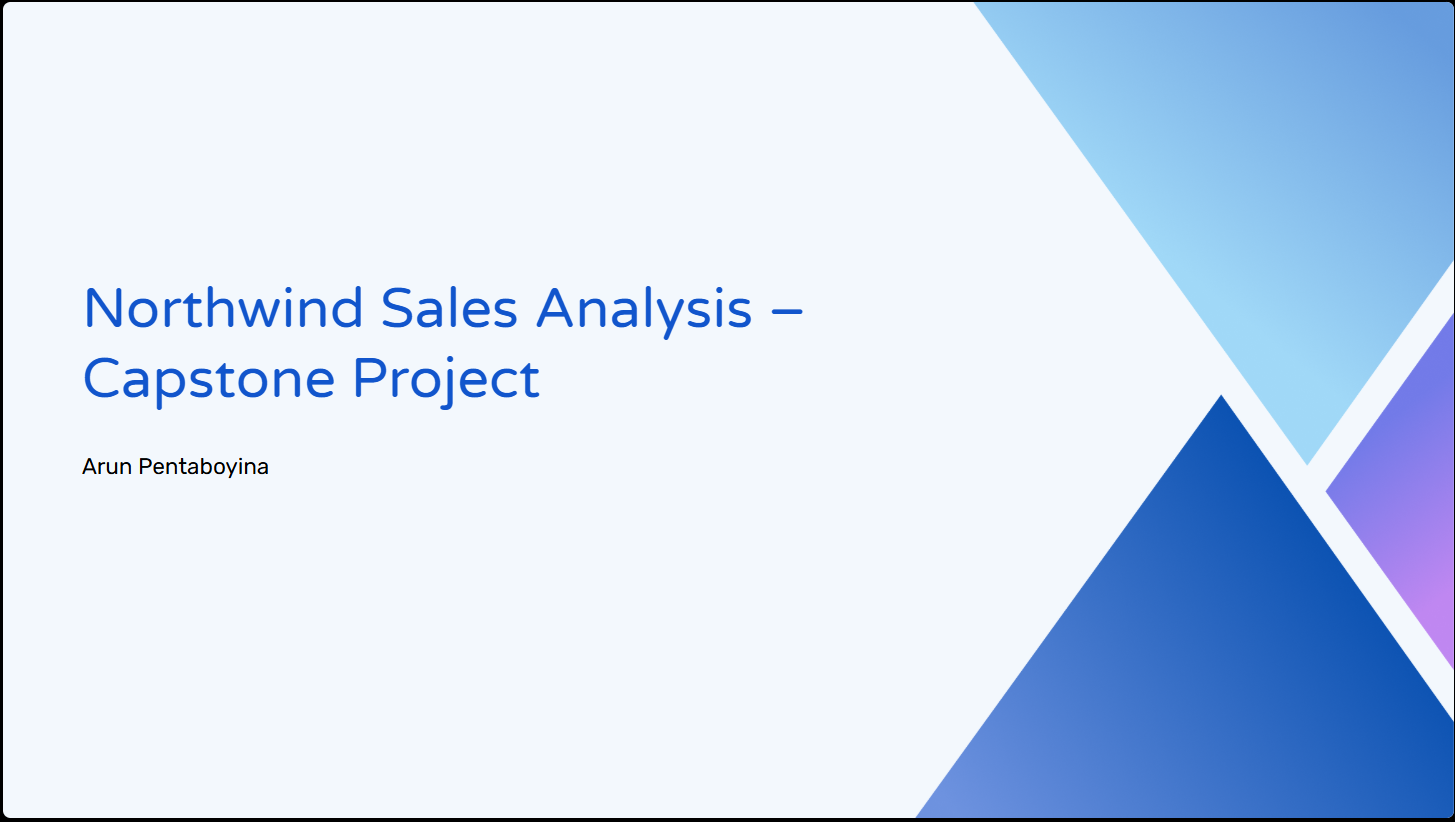 Northwind Sales Analysis –
Capstone Project
Arun Pentaboyina